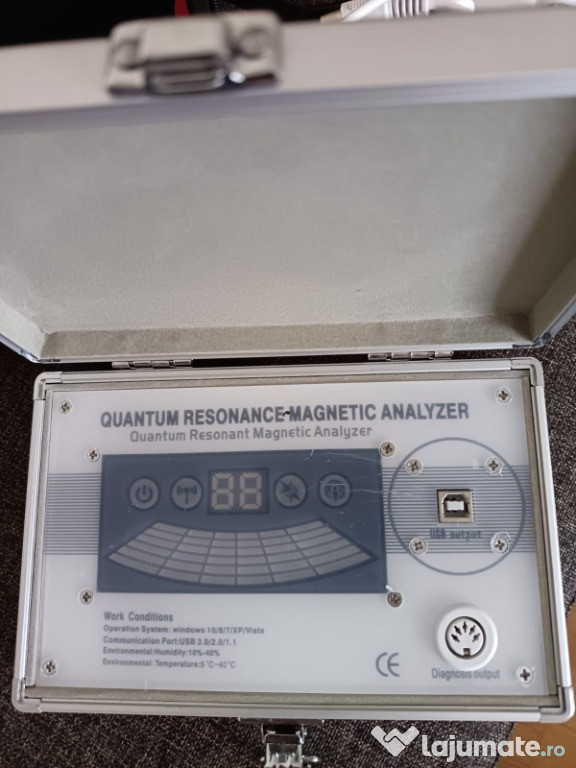 QUANTUM RESONANCE MAGNETIC ANALYZER
Quantum Resonant Magnetic Analyzer
88
USB output
Work Conditions
Operation System: windows 10/8/7/XP/Vista
Communication Port:USB 3.0/2.0/1.1
Environmental:Humidity:10%-40%
Environmental: Temperature:5°C~40°C
CE
Diagnosis output
Lajumate.ro